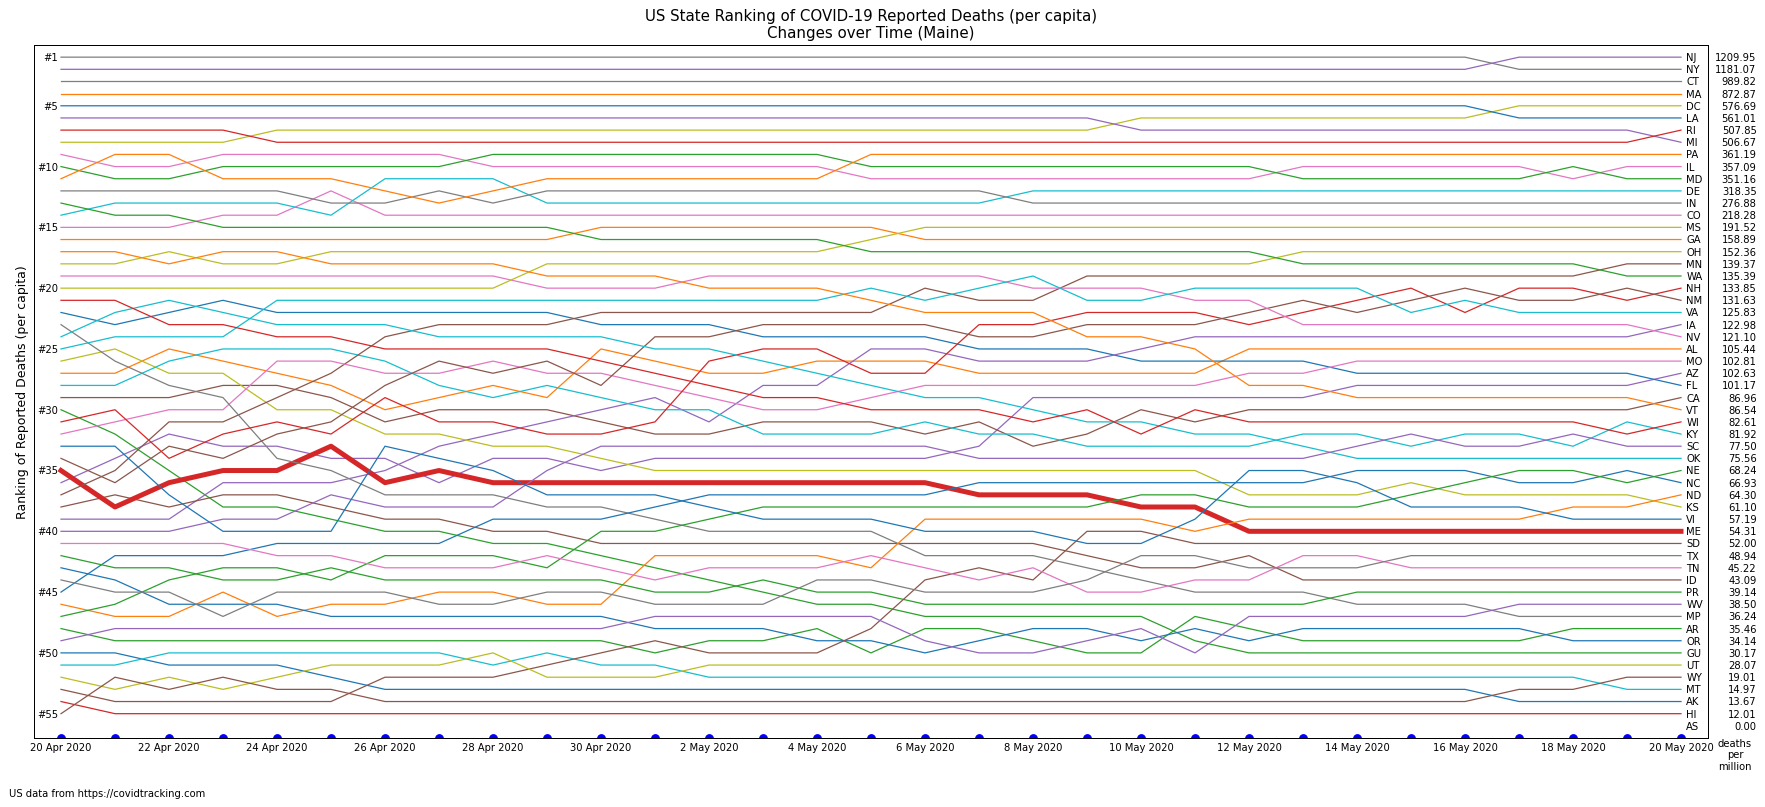 US State Ranking of COVID-19 Reported Deaths (per capita)
Changes over Time (Maine)
Ranking of Reported Deaths (per capita)
#1
#5
#10
#15
#20
#25
#30
#35
#40
#45
#50
#55
NJ 1209.95
NY 1181.07
CT 989.82
MA 872.87
DC 576.69
LA 561.01
RI 507.85
MI 506.67
PA 361.19
IL 357.09
MD 351.16
DE 318.35
IN 276.88
CO 218.28
MS 191.52
GA 158.89
OH 152.36
MN 139.37
WA 135.39
NH 133.85
NM 131.63
VA 125.83
IA 122.98
NV 121.10
AL 105.44
MO 102.81
AZ 102.63
FL 101.17
CA 86.96
VT 86.54
WI 82.61
KY 81.92
SC 77.50
OK 75.56
NE 68.24
NC 66.93
ND 64.30
KS 61.10
VI 57.19
ME 54.31
SD 52.00
TX 48.94
TN 45.22
ID 43.09
PR 39.14
WV 38.50
MP 36.24
AR 35.46
OR 34.14
GU 30.17
UT 28.07
WY 19.01
MT 14.97
AK 13.67
HI 12.01
AS 0.00
20 Apr 2020 22 Apr 2020 24 Apr 2020 26 Apr 2020 28 Apr 2020 30 Apr 2020 2 May 2020 4 May 2020 6 May 2020 8 May 2020 10 May 2020 12 May 2020 14 May 2020 16 May 2020 18 May 2020 20 May 2020
deaths
per
million
US data from https://covidtracking.com